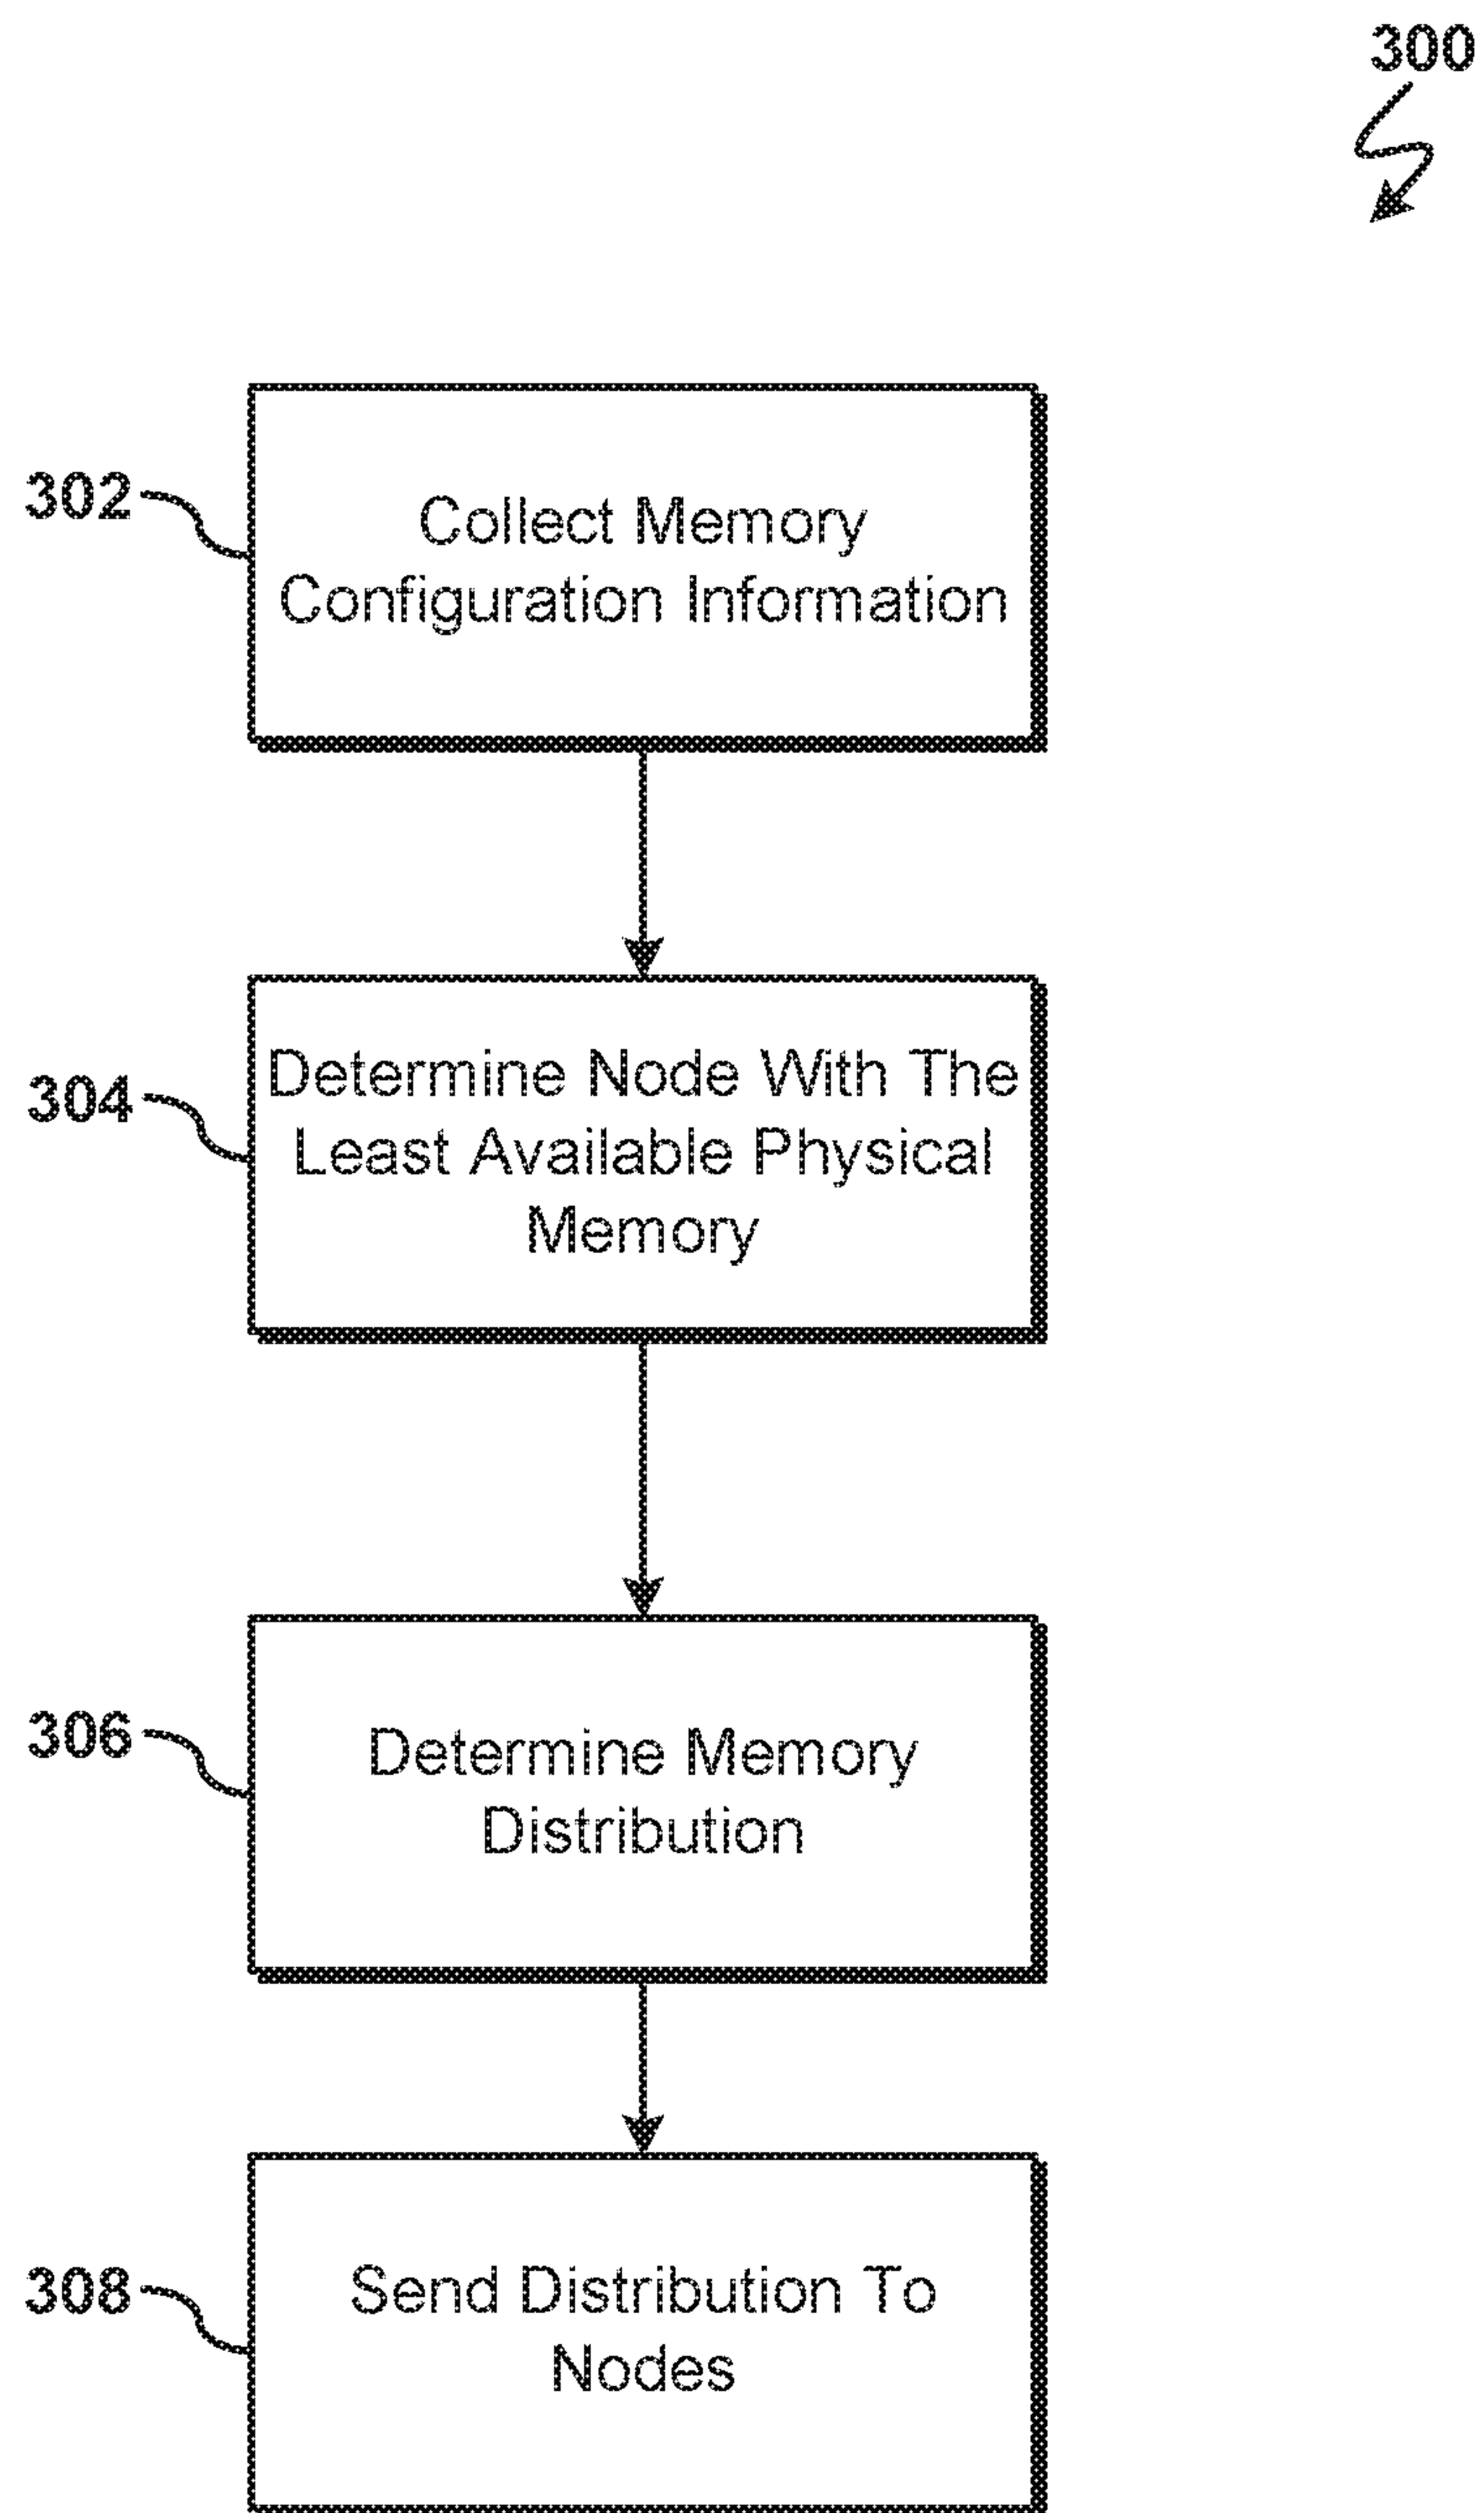 300
302
Collect Memory
Configuration Information
304
Determine Node With The
Least Available Physical
Memory
306
Determine Memory
Distribution
308
Send Distribution To
Nodes